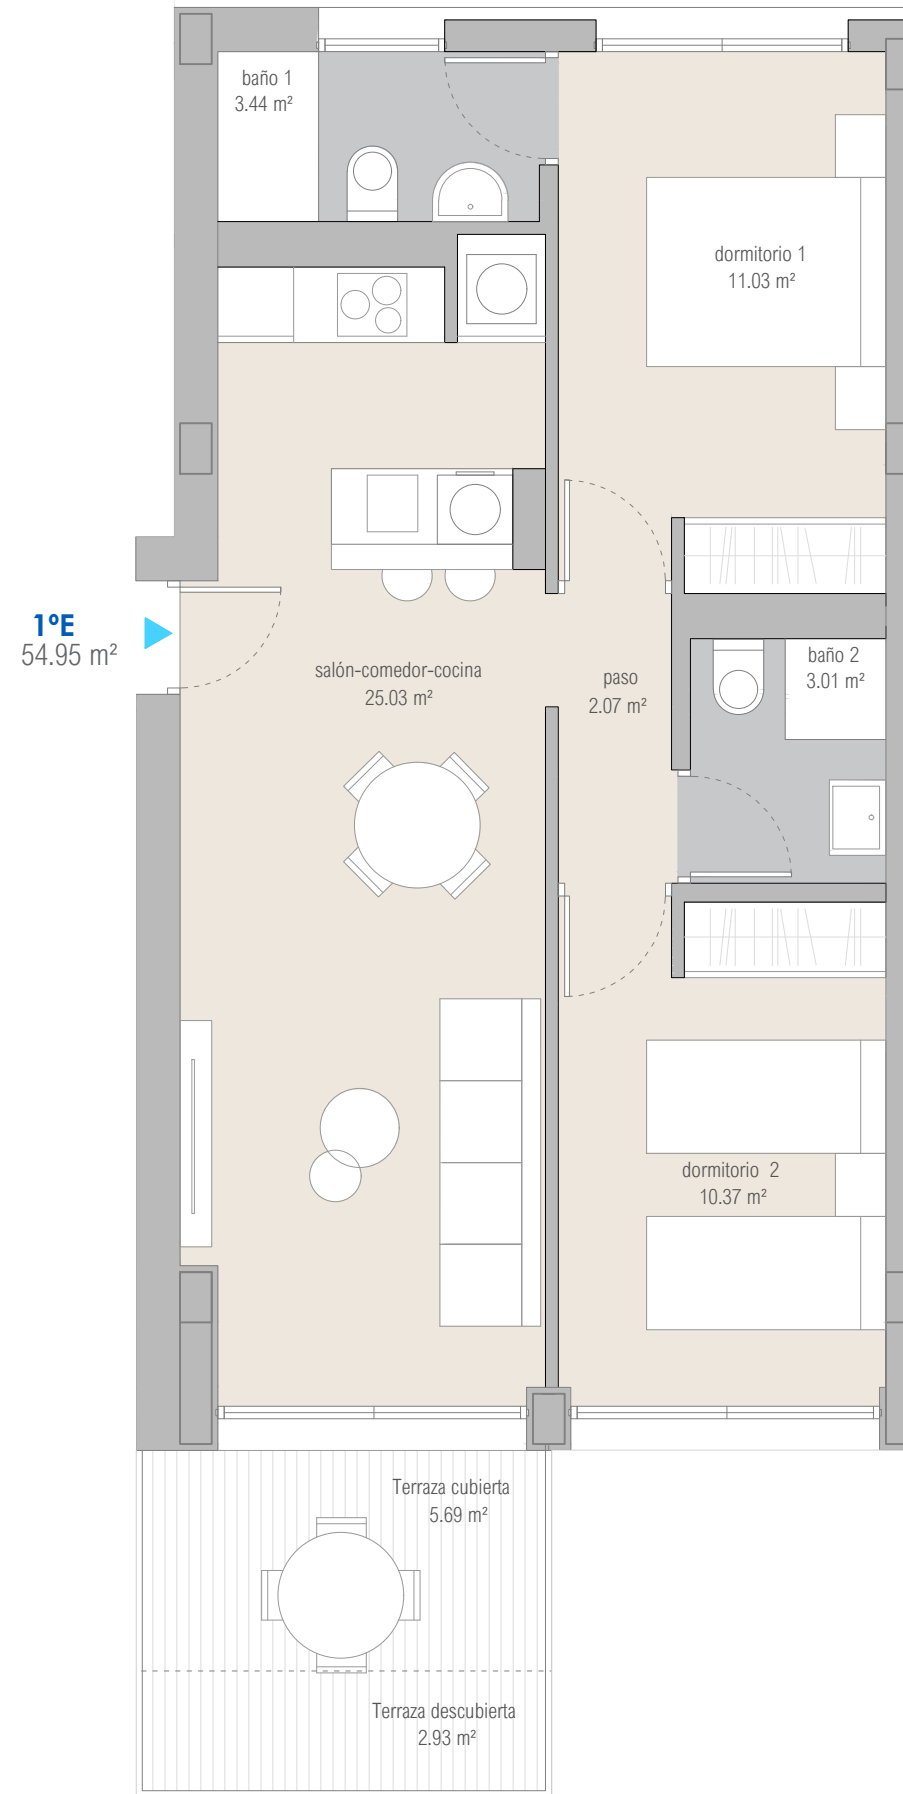 baño 1
3.44 m²
dormitorio 1
11.03 m²
1ºE
54.95 m²
salón-comedor-cocina
25.03 m²
paso
2.07 m²
baño 2
3.01 m²
dormitorio 2
10.37 m²
Terraza cubierta
5.69 m²
Terraza descubierta
2.93 m²